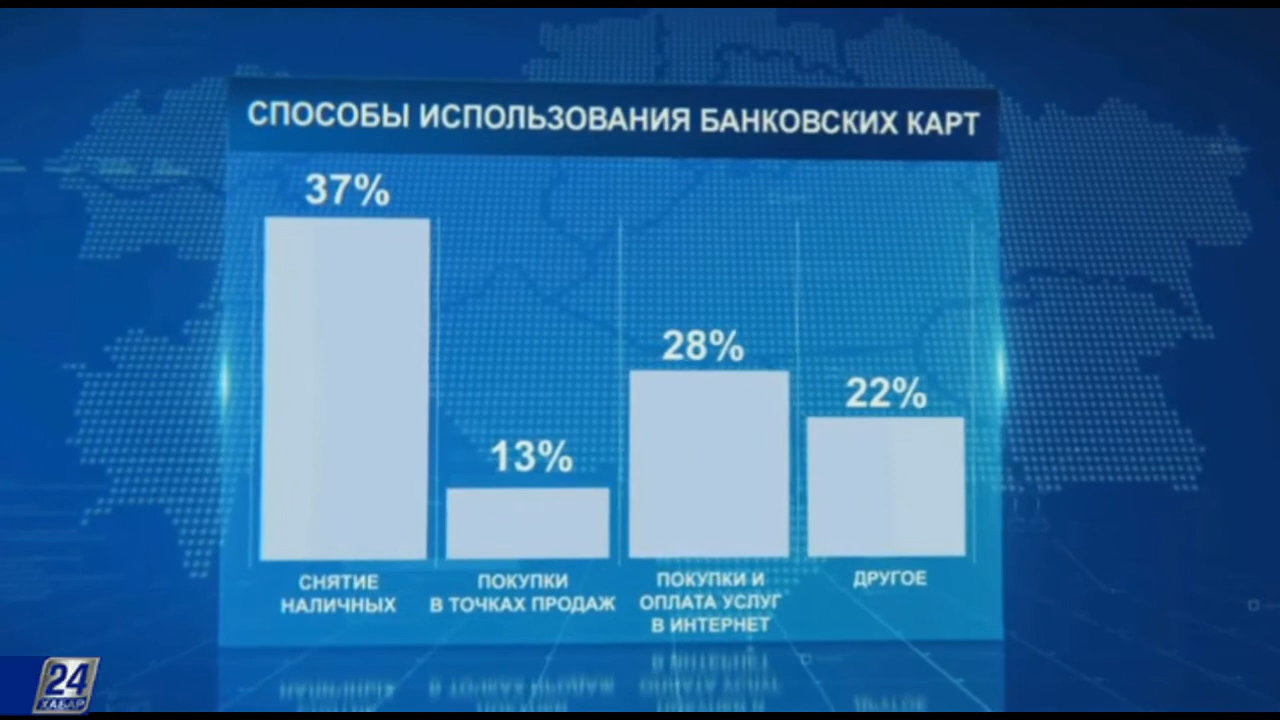 СПОСОБЫ ИСПОЛЬЗОВАНИЯ БАНКОВСКИХ КАРТ
37%
13%
28%
22%
СНЯТИЕ
НАЛИЧНЫХ
ПОКУПКИ
В ТОЧКАХ ПРОДАЖ
ПОКУПКИ И
ОПЛАТА УСЛУГ
В ИНТЕРНЕТ
ДРУГОЕ
24
ХАБАР